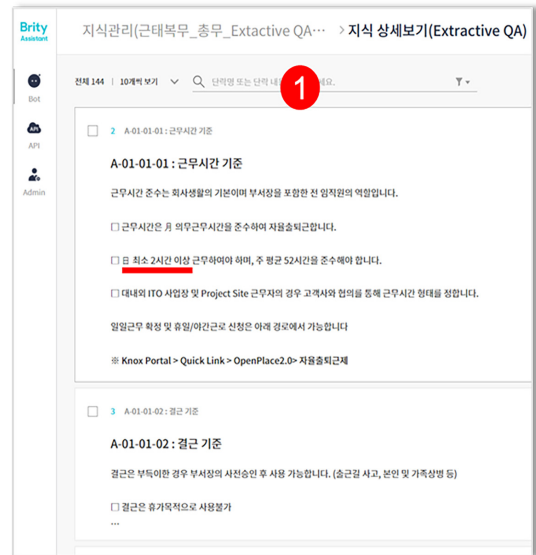 Brity
Assistant
지식관리(근태복무_총무_Extactive QA… > 지식 상세보기(Extractive QA)
Bot
API
API
Admin
전체 144 | 10개씩 보기
단락명 또는 단락 내 세요.
1
2 A-01-01-01 : 근무시간 기준
A-01-01-01 : 근무시간 기준
근무시간 준수는 회사생활의 기본이며 부서장을 포함한 전 임직원의 역할입니다.
□ 근무시간은 月 의무근무시간을 준수하여 자율출퇴근합니다.
□ 日 최소 2시간 이상 근무하여야 하며, 주 평균 52시간을 준수해야 합니다.
□ 대내외 ITO 사업장 및 Project Site 근무자의 경우 고객사와 협의를 통해 근무시간 형태를 정합니다.
일일근무 확정 및 휴일/야간근로 신청은 아래 경로에서 가능합니다
※ Knox Portal > Quick Link > OpenPlace2.0> 자율출퇴근제
3 A-01-01-02 : 결근 기준
A-01-01-02 : 결근 기준
결근은 부득이한 경우 부서장의 사전승인 후 사용 가능합니다. (출근길 사고, 본인 및 가족상병 등)
□ 결근은 휴가목적으로 사용불가
…